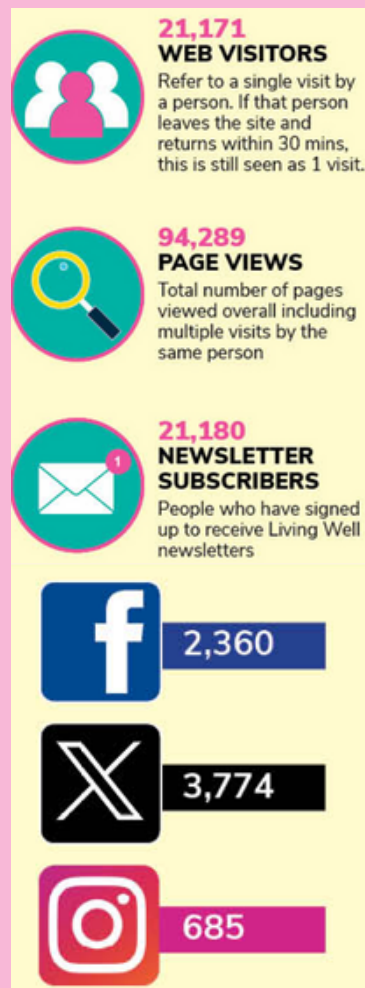 21,171
WEB VISITORS
Refer to a single visit by
a person. If that person
leaves the site and
returns within 30 mins,
this is still seen as 1 visit.
94,289
PAGE VIEWS
Total number of pages
viewed overall including
multiple visits by the
same person
1
21,180
NEWSLETTER
SUBSCRIBERS
People who have signed
up to receive Living Well
newsletters
f
2,360
X
3,774
685